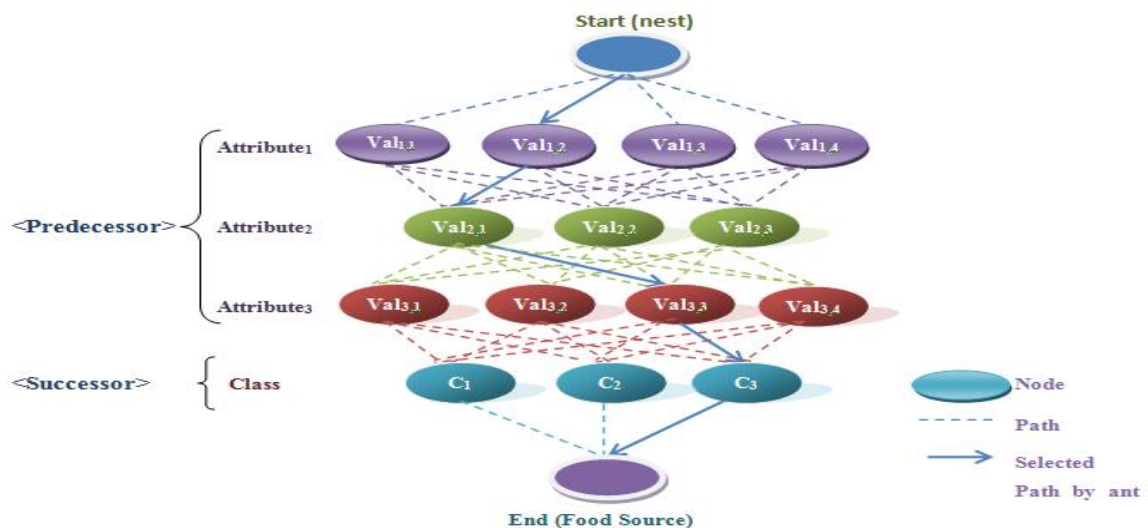 Start (nest)
Attribute₁ Val₁,₁ Val₁,₂ Val₁,₃ Val₁,₄
<Predecessor> Attribute₂ Val₂,₁ Val₂,₂ Val₂,₃
Attribute₃ Val₃,₁ Val₃,₂ Val₃,₃ Val₃,₄
<Successor> Class C₁ C₂ C₃
Node
Path
Selected
Path by ant
End (Food Source)